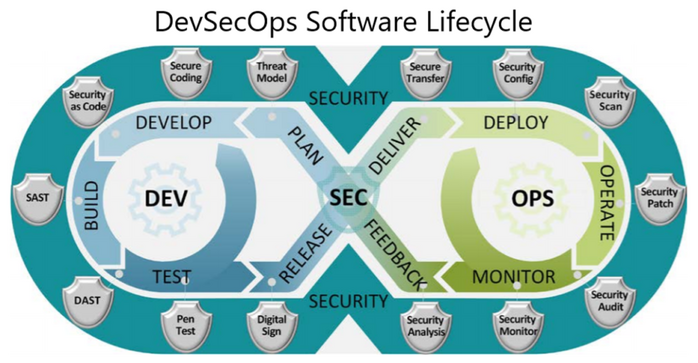 DevSecOps Software Lifecycle
Secure
Coding
Threat
Model
Secure
Transfer
Security
Config
Security
as Code
SECURITY
Security
Scan
DEVELOP
PLAN
DELIVER
DEPLOY
SAST
BUILD
DEV
SEC
OPS
OPERATE
Security
Patch
TEST
RELEASE
FEEDBACK
MONITOR
DAST
SECURITY
Security
Audit
Pen
Test
Digital
Sign
Security
Analysis
Security
Monitor